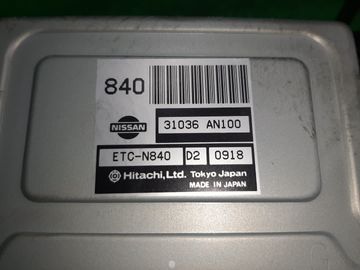 840
NISSAN
31036 AN100
ETC-N840 D2 0918
Hitachi, Ltd. Tokyo Japan
MADE IN JAPAN